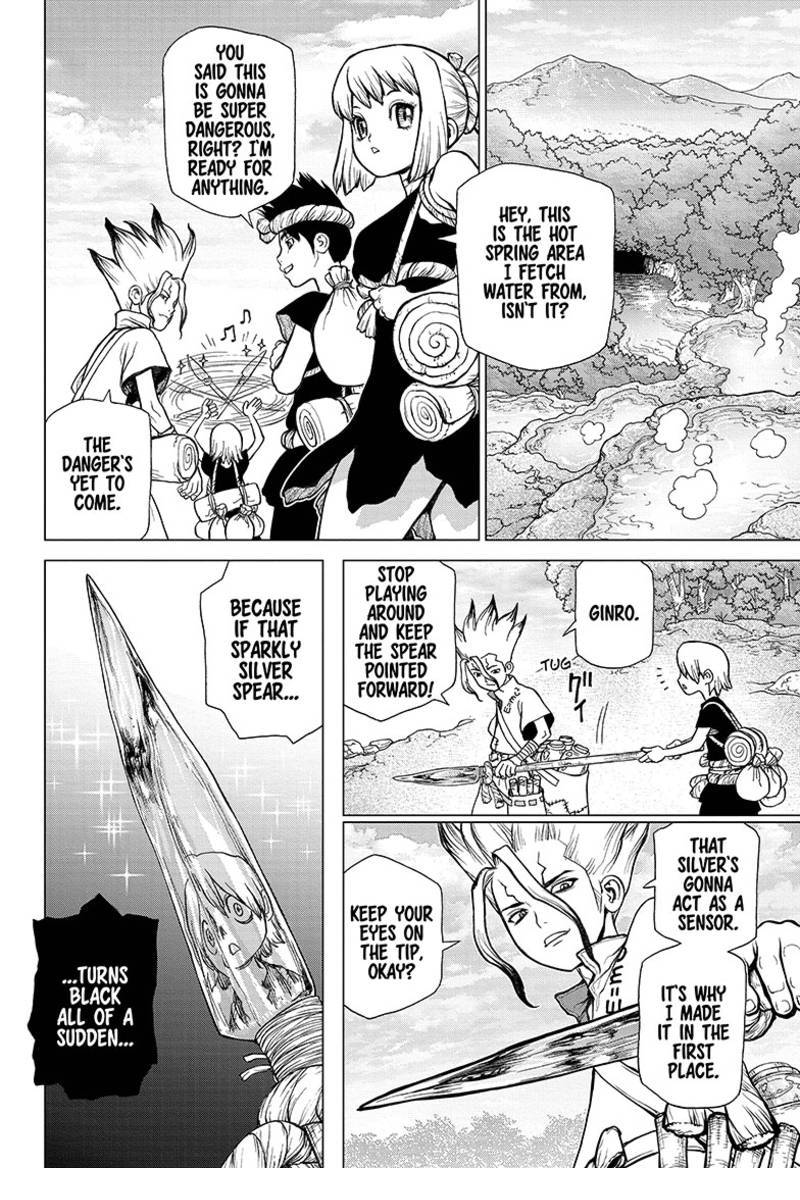 HEY, THIS
IS THE HOT
SPRING AREA
I FETCH
WATER FROM,
ISN'T IT?
YOU
SAID THIS
IS GONNA
BE SUPER
DANGEROUS,
RIGHT? I'M
READY FOR
ANYTHING.
THE
DANGER'S
YET TO
COME.
GINRO.
STOP
PLAYING
AROUND
AND KEEP
THE SPEAR
POINTED
FORWARD!
TUG
グイ
E=mc²
THAT
SILVER'S
GONNA
ACT AS A
SENSOR.
IT'S WHY
I MADE
IT IN THE
FIRST
PLACE.
E=mc
KEEP YOUR
EYES ON
THE TIP,
OKAY?
BECAUSE
IF THAT
SPARKLY
SILVER
SPEAR...
...TURNS
BLACK
ALL OF A
SUDDEN...